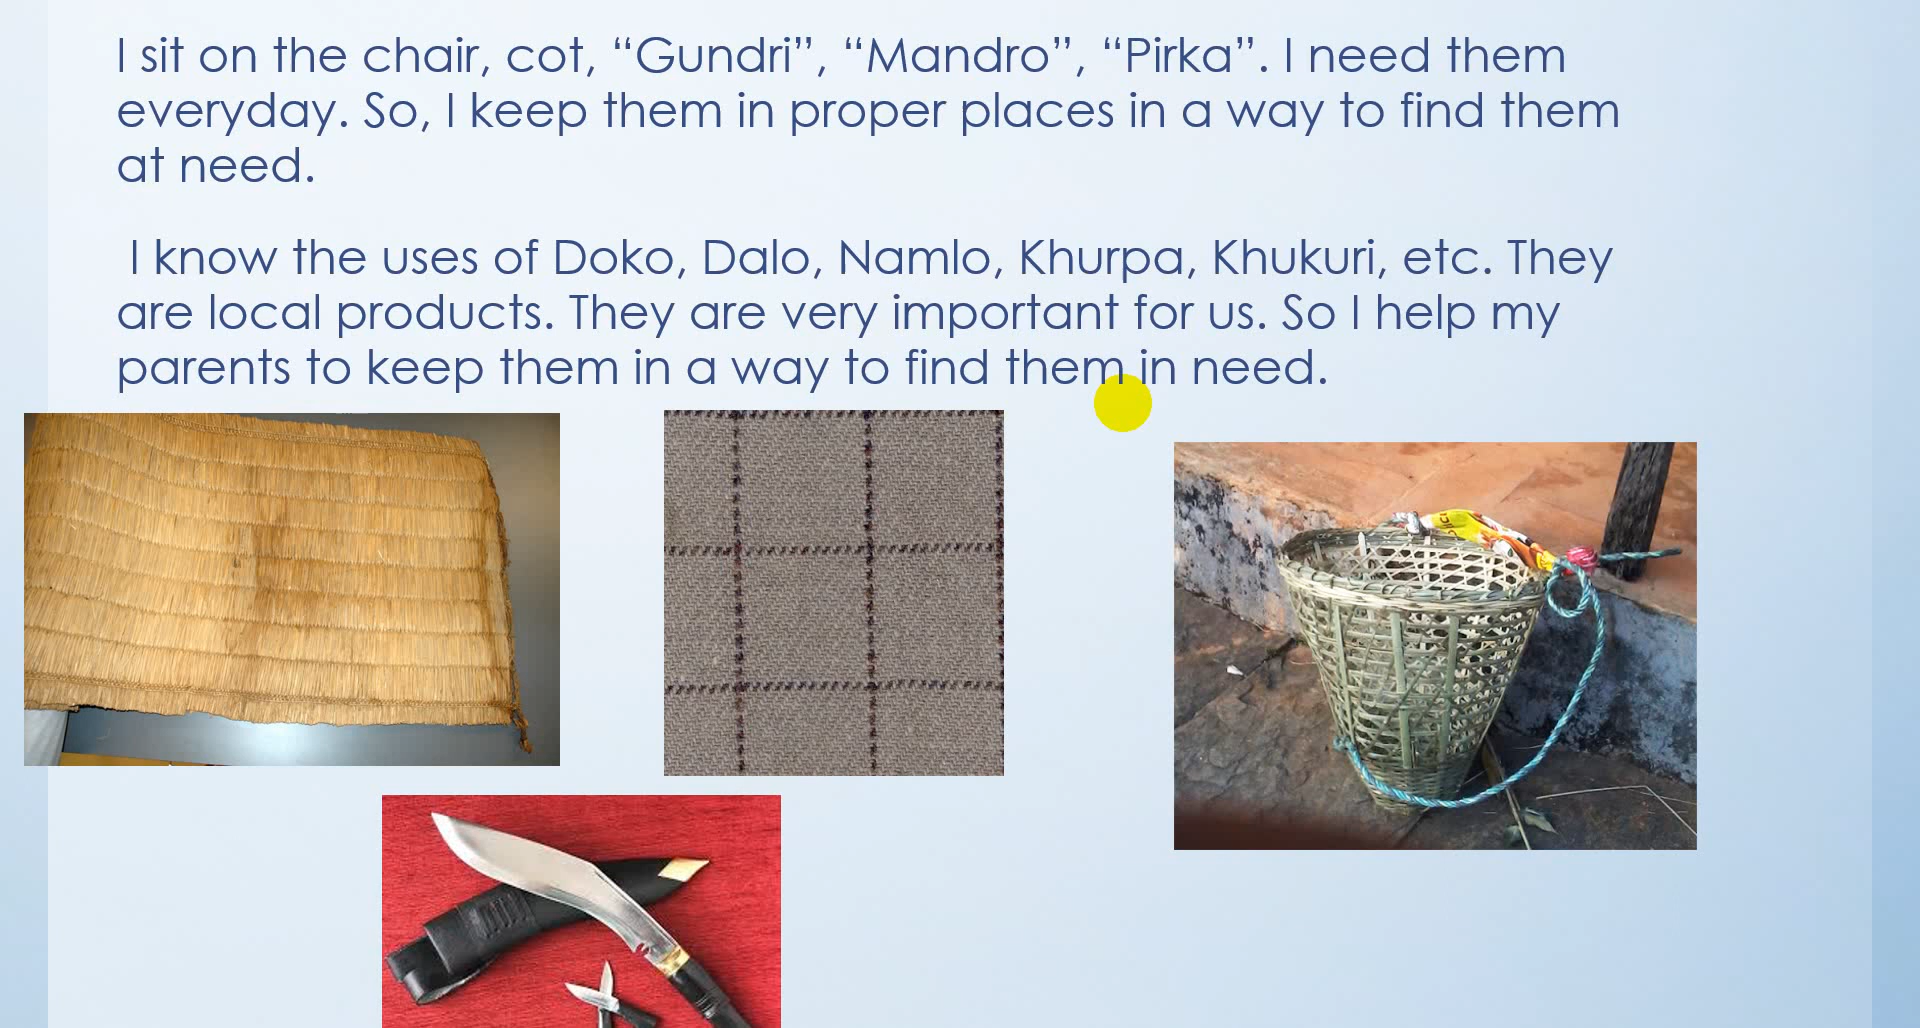 I sit on the chair, cot, “Gundri”, “Mandro”, “Pirka”. I need them
everyday. So, I keep them in proper places in a way to find them
at need.
I know the uses of Doko, Dalo, Namlo, Khurpa, Khukuri, etc. They
are local products. They are very important for us. So I help my
parents to keep them in a way to find them in need.